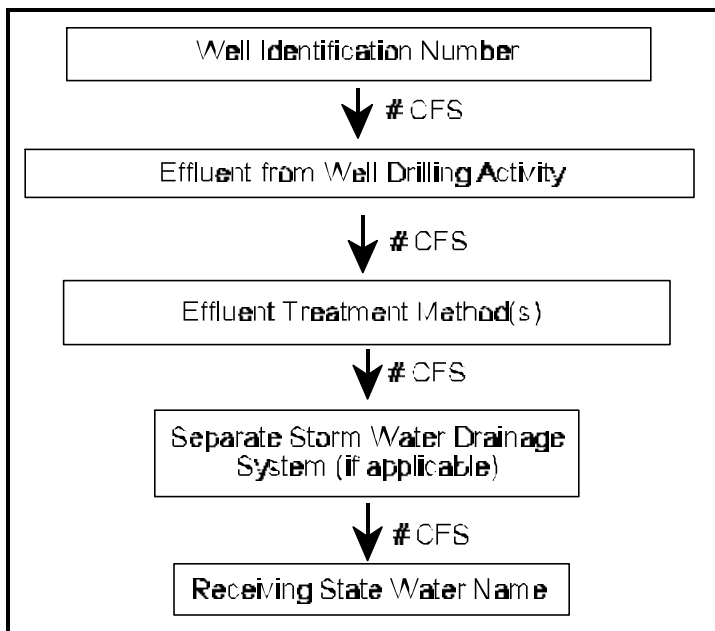 Well Identification Number
# CFS
Effluent from Well Drilling Activity
# CFS
Effluent Treatment Method(s)
# CFS
Separate Storm Water Drainage
System (if applicable)
# CFS
Receiving State Water Name